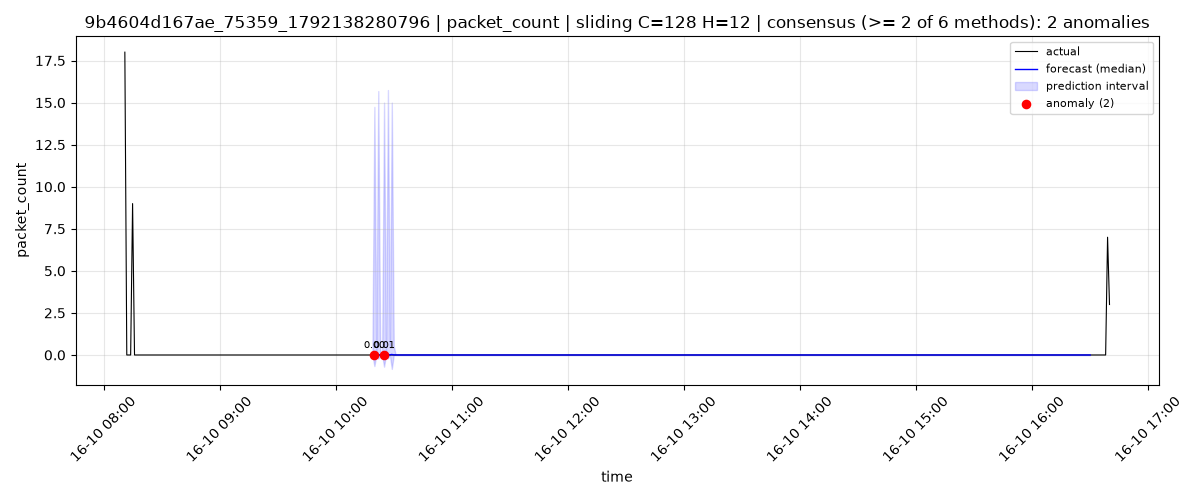 9b4604d167ae_75359_1792138280796 | packet_count | sliding C=128 H=12 | consensus (>= 2 of 6 methods): 2 anomalies
packet_count
17.5
15.0
12.5
10.0
7.5
5.0
2.5
0.0
actual
forecast (median)
prediction interval
anomaly (2)
16-10 08:00
16-10 09:00
16-10 10:00
16-10 11:00
16-10 12:00
16-10 13:00
16-10 14:00
16-10 15:00
16-10 16:00
16-10 17:00
time